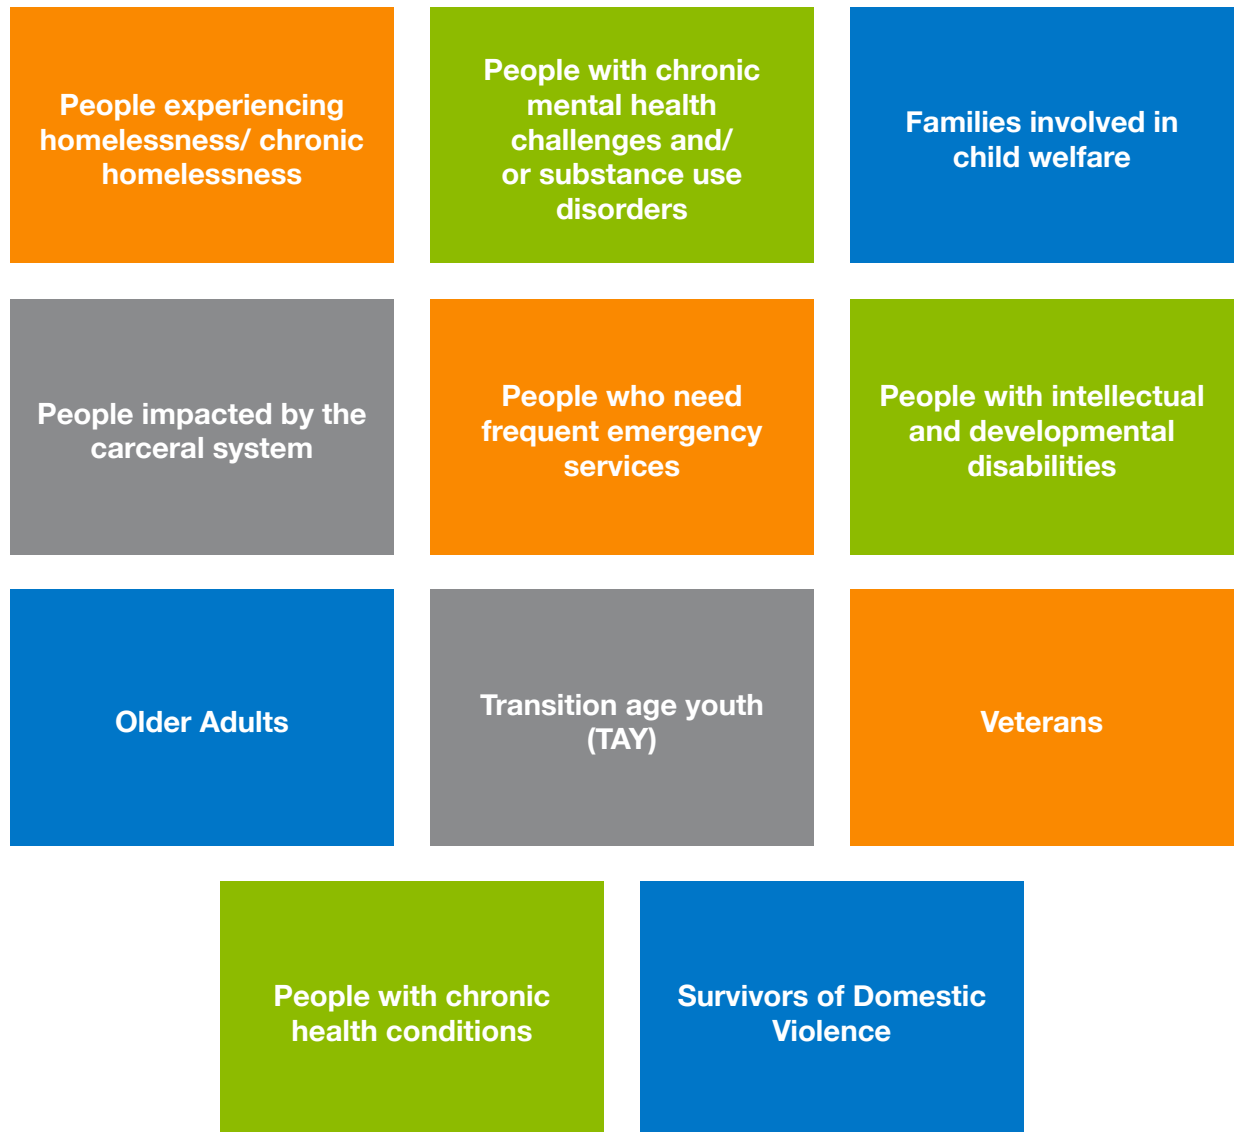 People experiencing
homelessness/ chronic
homelessness
People with chronic
mental health
challenges and/
or substance use
disorders
Families involved in
child welfare
People impacted by the
carceral system
People who need
frequent emergency
services
People with intellectual
and developmental
disabilities
Older Adults
Transition age youth
(TAY)
Veterans
People with chronic
health conditions
Survivors of Domestic
Violence